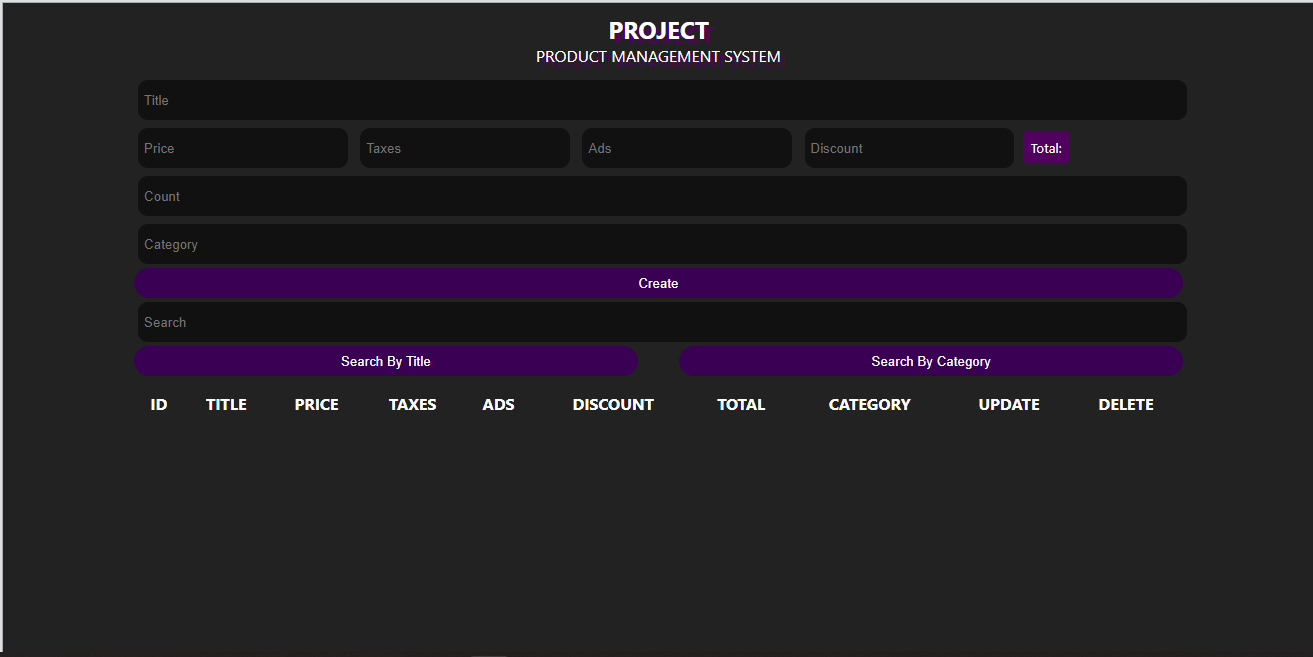 PROJECT
PRODUCT MANAGEMENT SYSTEM
Title
Price Taxes Ads Discount Total:
Count
Category
Create
Search
Search By Title Search By Category
ID TITLE PRICE TAXES ADS DISCOUNT TOTAL CATEGORY UPDATE DELETE